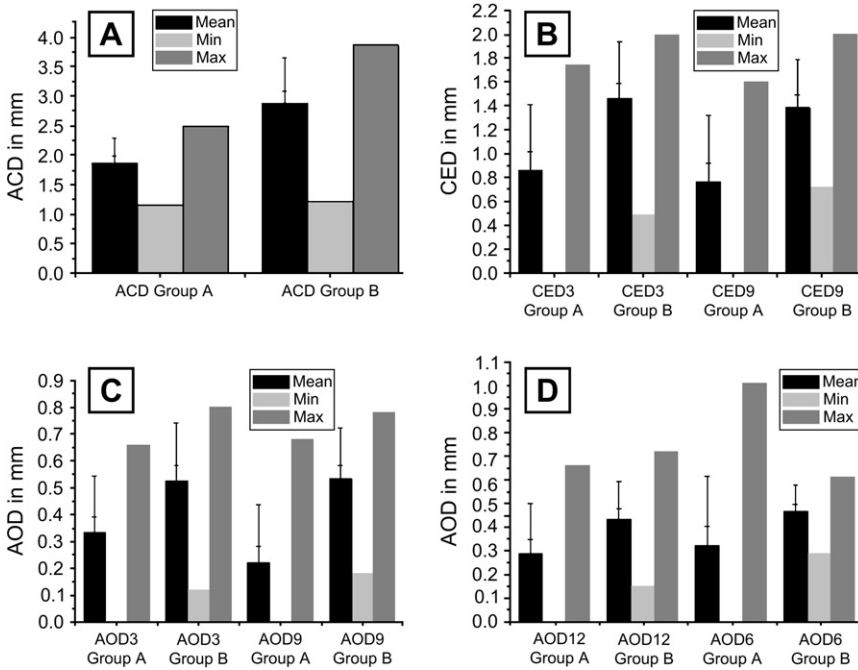 A
Mean
Min
Max
ACD in mm
4.0
3.5
3.0
2.5
2.0
1.5
1.0
0.5
0.0
ACD Group A
ACD Group B
B
Mean
Min
Max
CED in mm
2.2
2.0
1.8
1.6
1.4
1.2
1.0
0.8
0.6
0.4
0.2
0.0
CED3
Group A
CED3
Group B
CED9
Group A
CED9
Group B
C
Mean
Min
Max
AOD in mm
0.9
0.8
0.7
0.6
0.5
0.4
0.3
0.2
0.1
0.0
AOD3
Group A
AOD3
Group B
AOD9
Group A
AOD9
Group B
D
Mean
Min
Max
AOD in mm
1.1
1.0
0.9
0.8
0.7
0.6
0.5
0.4
0.3
0.2
0.1
0.0
AOD12
Group A
AOD12
Group B
AOD6
Group A
AOD6
Group B